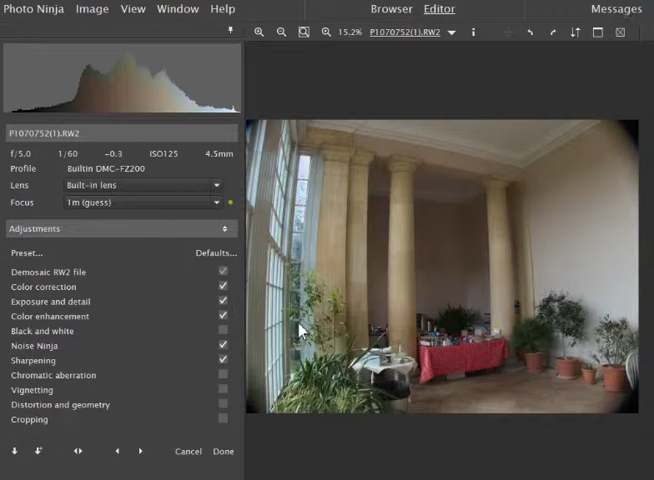 Photo Ninja Image View Window Help Browser Editor Messages
15.2% P1070752(1).RW2
P1070752(1).RW2
f/5.0 1/60 -0.3 ISO125 4.5mm
Profile Builtin DMC-FZ200
Lens Built-in lens
Focus 1m (guess)
Adjustments
Preset... Defaults...
Demosaic RW2 file
Color correction
Exposure and detail
Color enhancement
Black and white
Noise Ninja
Sharpening
Chromatic aberration
Vignetting
Distortion and geometry
Cropping
Cancel Done